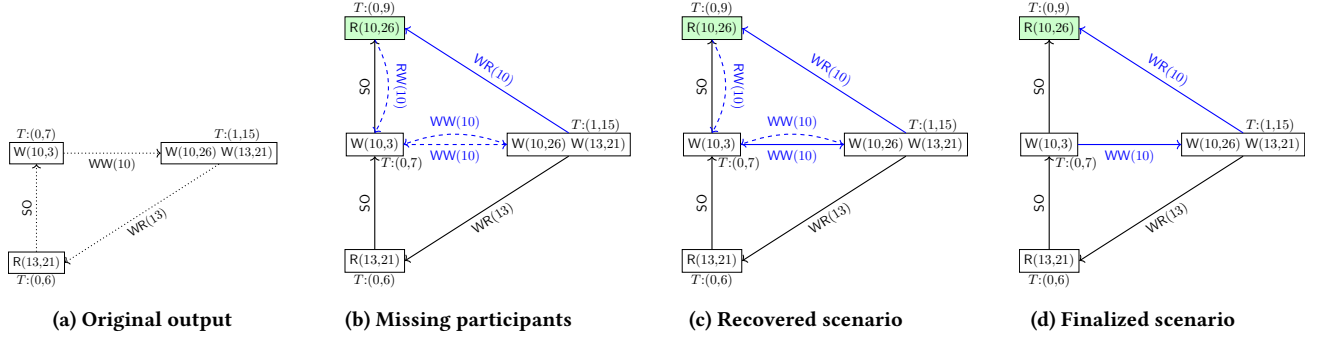 T:(0,7)
W(10,3)
T:(1,15)
W(10,26) W(13,21)
WW(10)
SO
WR(13)
R(13,21)
T:(0,6)
(a) Original output
T:(0,9)
R(10,26)
SO
RW(10)
WR(10)
WW(10)
WW(10)
W(10,3)
T:(0,7)
T:(1,15)
W(10,26) W(13,21)
SO
WR(13)
R(13,21)
T:(0,6)
(b) Missing participants
T:(0,9)
R(10,26)
SO
RW(10)
WR(10)
WW(10)
WW(10)
W(10,3)
T:(0,7)
T:(1,15)
W(10,26) W(13,21)
SO
WR(13)
R(13,21)
T:(0,6)
(c) Recovered scenario
T:(0,9)
R(10,26)
SO
WR(10)
W(10,3)
T:(0,7)
WW(10)
T:(1,15)
W(10,26) W(13,21)
SO
WR(13)
R(13,21)
T:(0,6)
(d) Finalized scenario